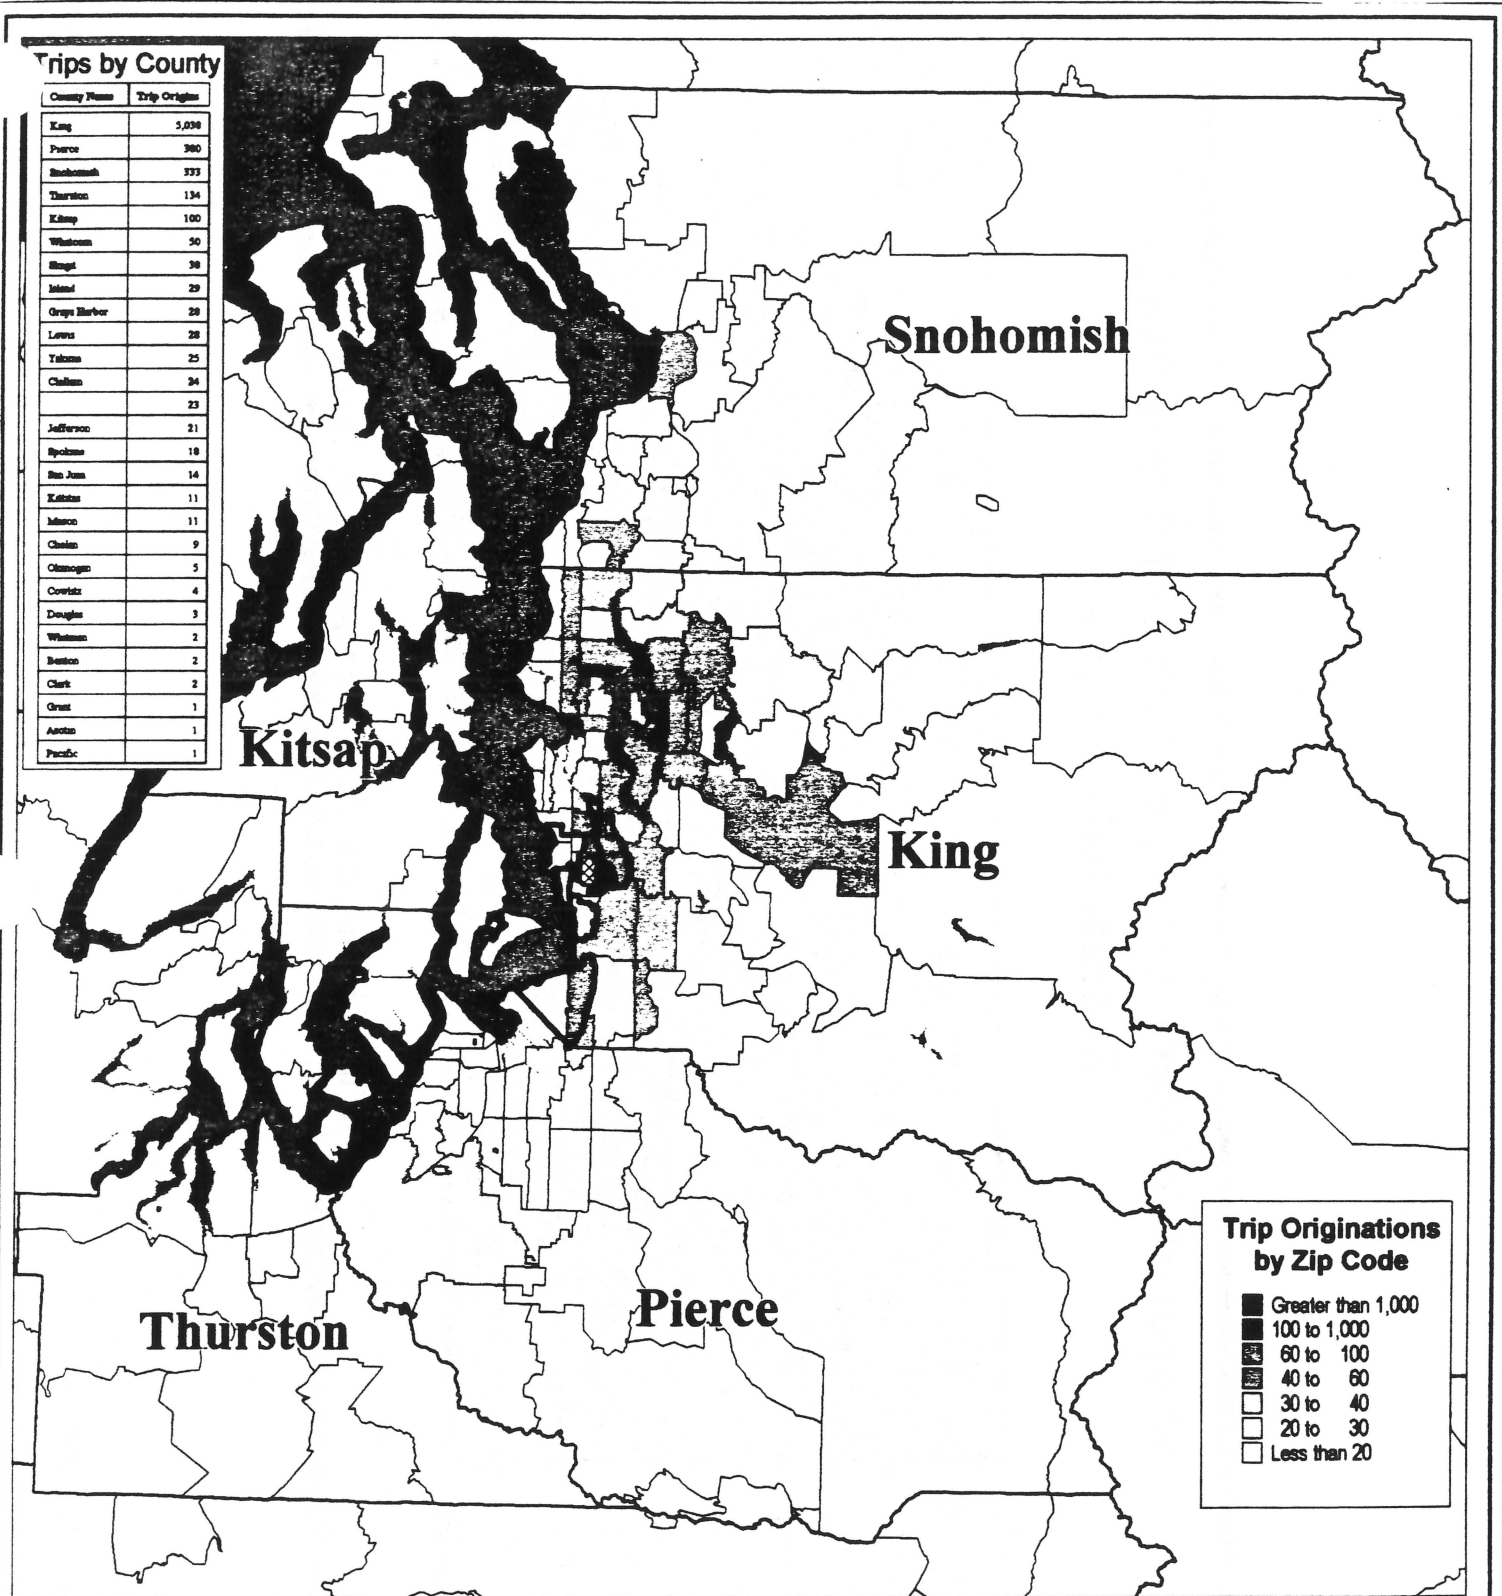 Trips by County
County Name Trip Origins
King 5,038
Pierce 380
Snohomish 333
Thurston 134
Kitsap 100
Whatcom 50
Skagit 38
Island 29
Grays Harbor 28
Lewis 28
Yakima 25
Clallam 24
23
Jefferson 21
Spokane 18
San Juan 14
Kittitas 11
Mason 11
Chelan 9
Okanogan 5
Cowlitz 4
Douglas 3
Whitman 2
Benton 2
Clark 2
Grant 1
Asotin 1
Pacific 1
Snohomish
Kitsap
King
Pierce
Thurston
Trip Originations
by Zip Code
Greater than 1,000
100 to 1,000
60 to 100
40 to 60
30 to 40
20 to 30
Less than 20